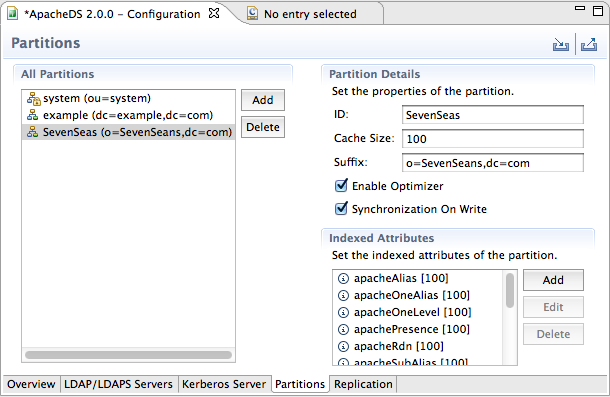 *ApacheDS 2.0.0 – Configuration
No entry selected
Partitions
All Partitions
system (ou=system)
example (dc=example,dc=com)
SevenSeas (o=SevenSeans,dc=com)
Add
Delete
Partition Details
Set the properties of the partition.
ID: SevenSeas
Cache Size: 100
Suffix: o=SevenSeans,dc=com
Enable Optimizer
Synchronization On Write
Indexed Attributes
Set the indexed attributes of the partition.
apacheAlias [100]
apacheOneAlias [100]
apacheOneLevel [100]
apachePresence [100]
apacheRdn [100]
apacheSubAlias [100]
Add
Edit
Delete
Overview LDAP/LDAPS Servers Kerberos Server Partitions Replication